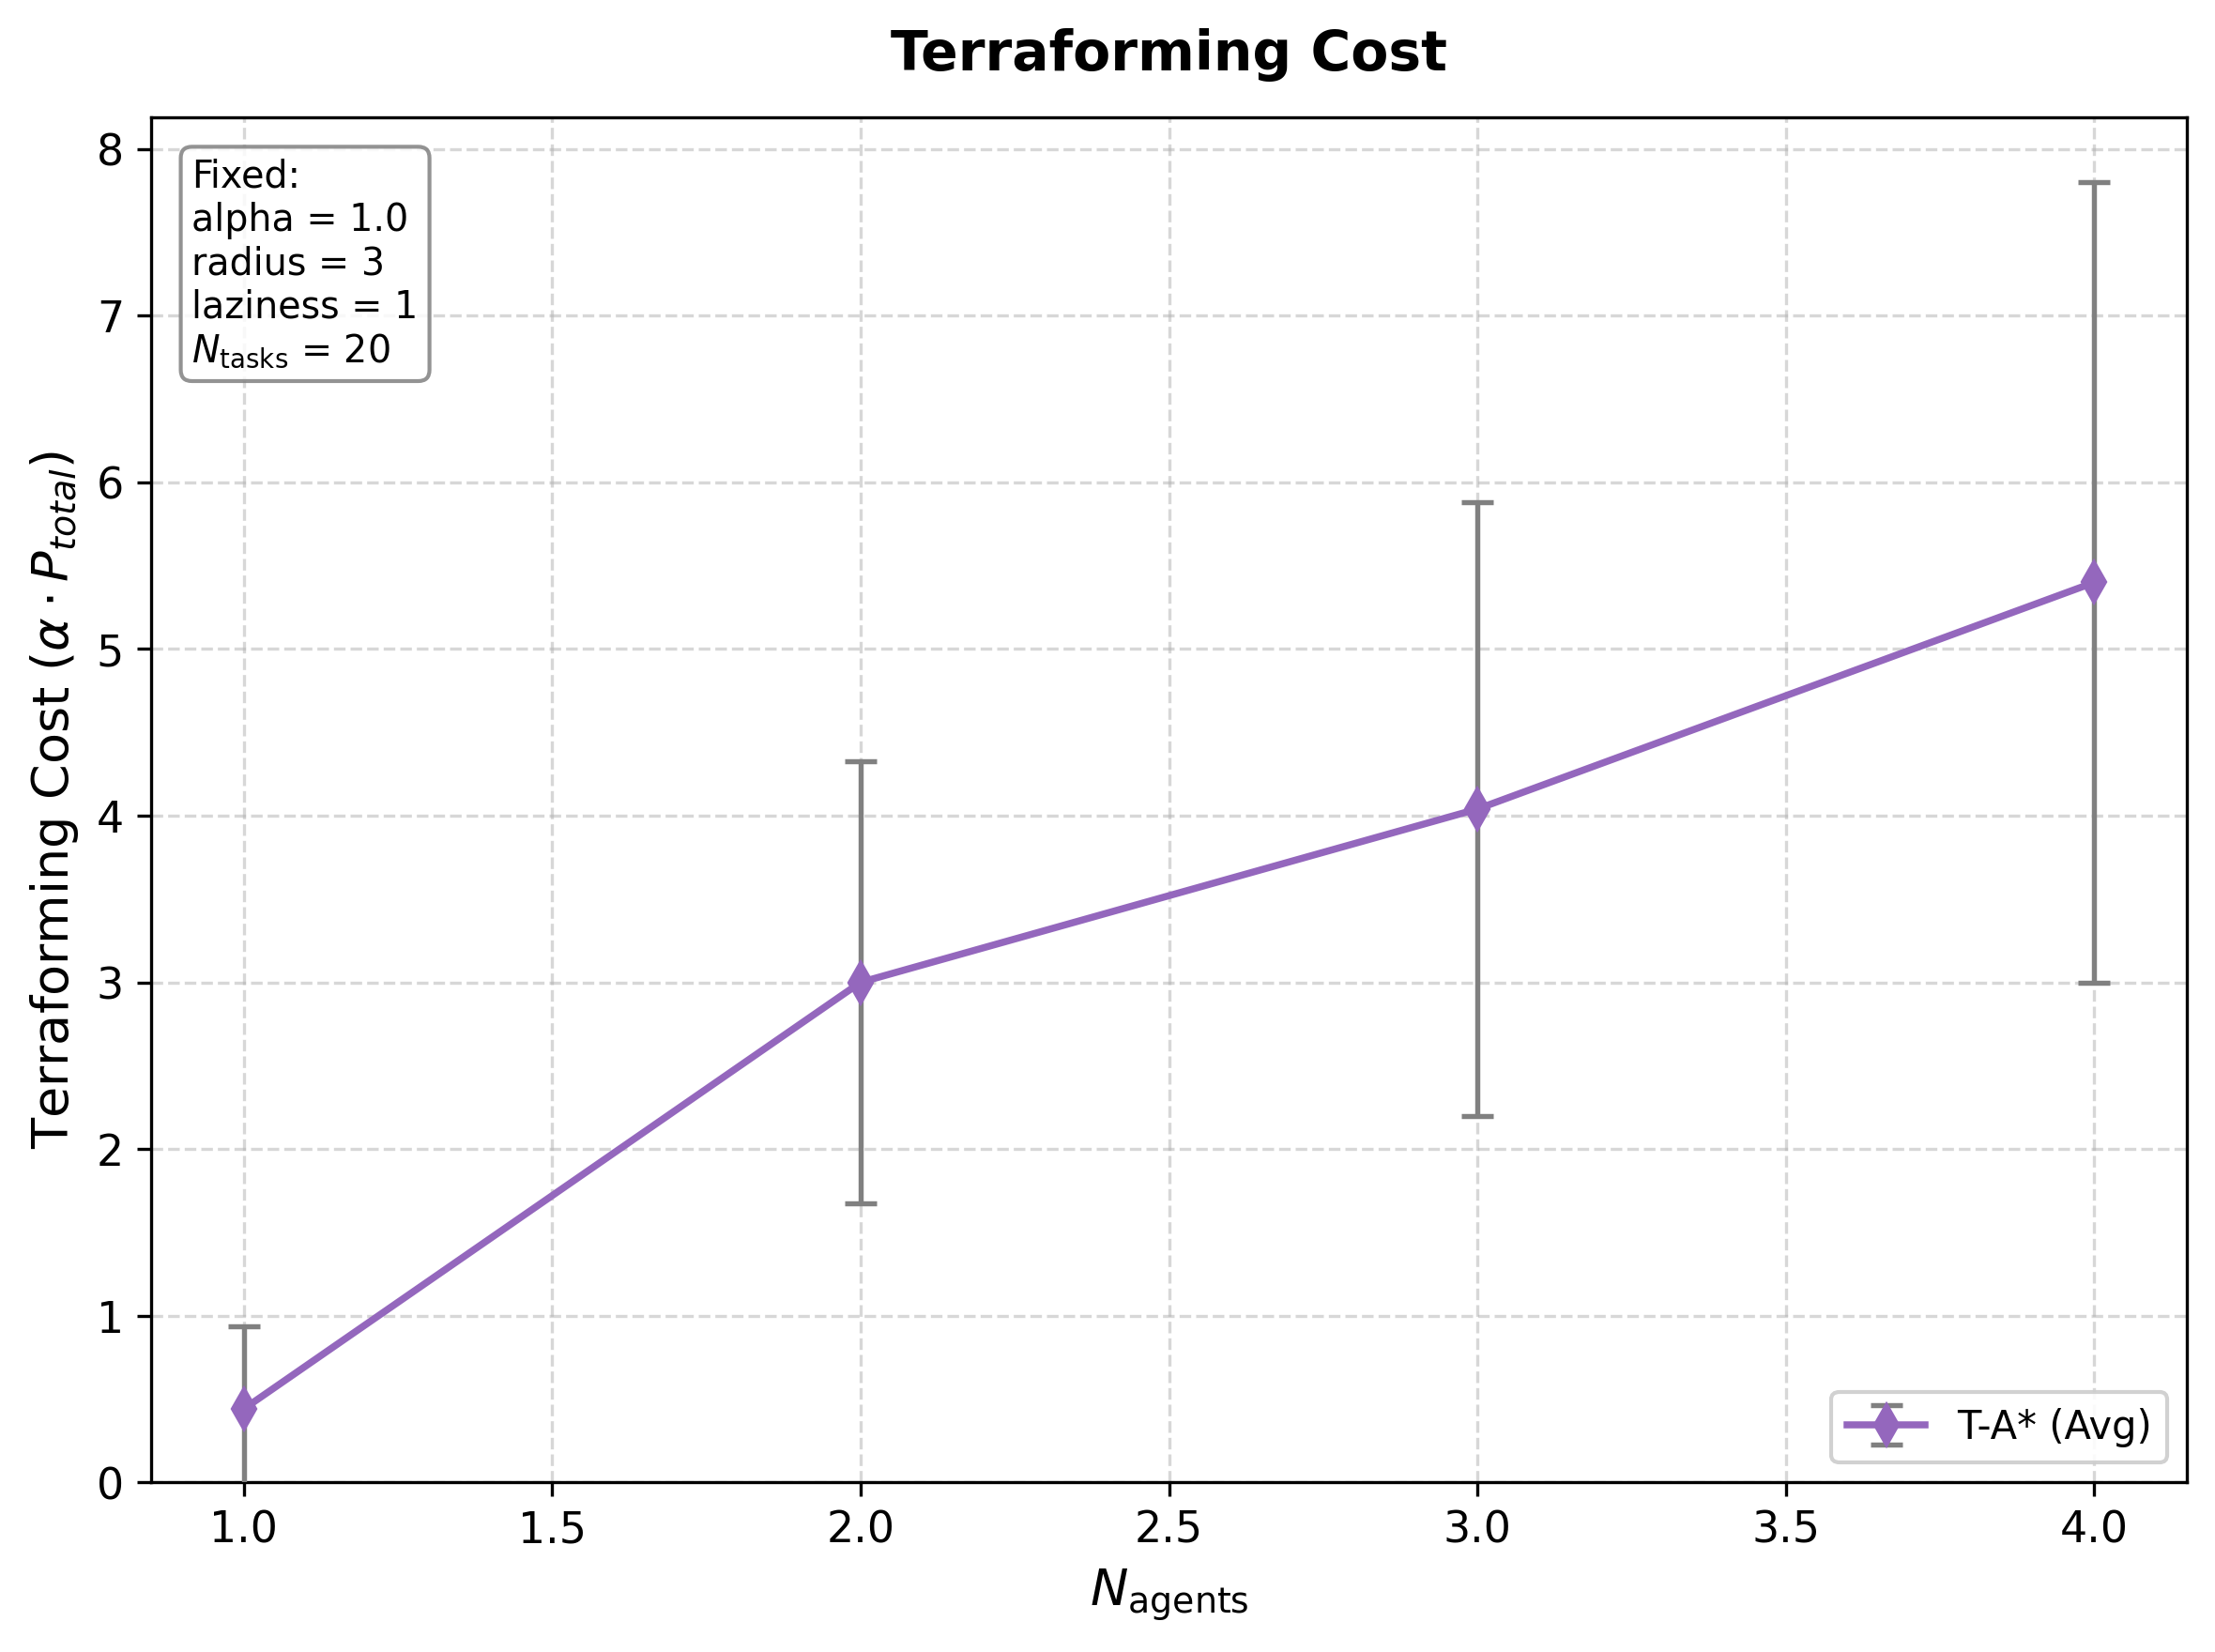 Terraforming Cost
Terraforming Cost (α · P_total)
8
7
6
5
4
3
2
1
0
Fixed:
alpha = 1.0
radius = 3
laziness = 1
N_tasks = 20
T-A* (Avg)
1.0 1.5 2.0 2.5 3.0 3.5 4.0
N_agents